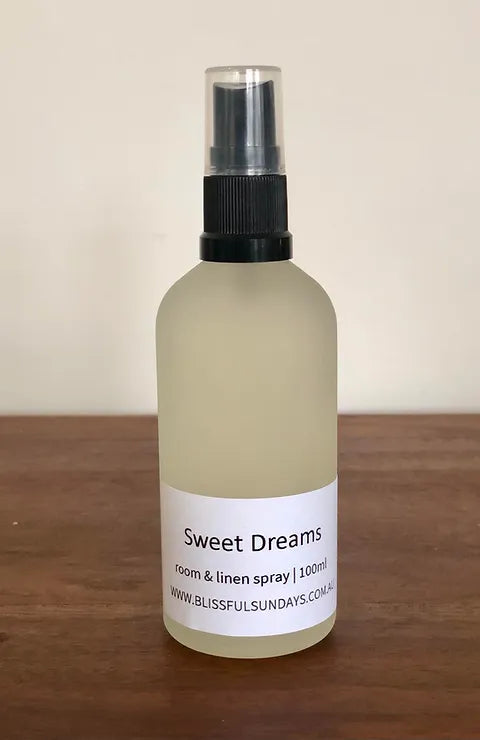 Sweet Dreams
room & linen spray | 100ml
WWW.BLISSFULSUNDAYS.COM.AU